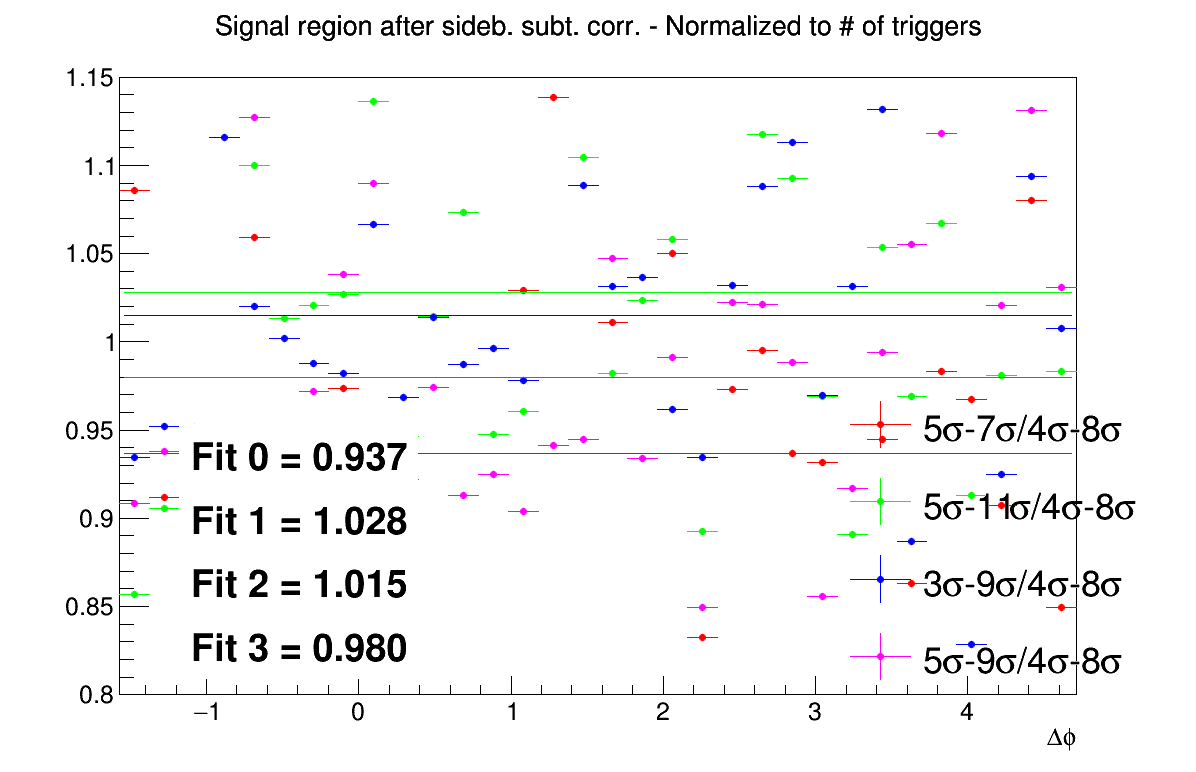 Signal region after sideb. subt. corr. - Normalized to # of triggers
1.15
1.1
1.05
1
0.95
0.9
0.85
0.8
Fit 0 = 0.937
Fit 1 = 1.028
Fit 2 = 1.015
Fit 3 = 0.980
5σ-7σ/4σ-8σ
5σ-11σ/4σ-8σ
3σ-9σ/4σ-8σ
5σ-9σ/4σ-8σ
−1 0 1 2 3 4
Δϕ